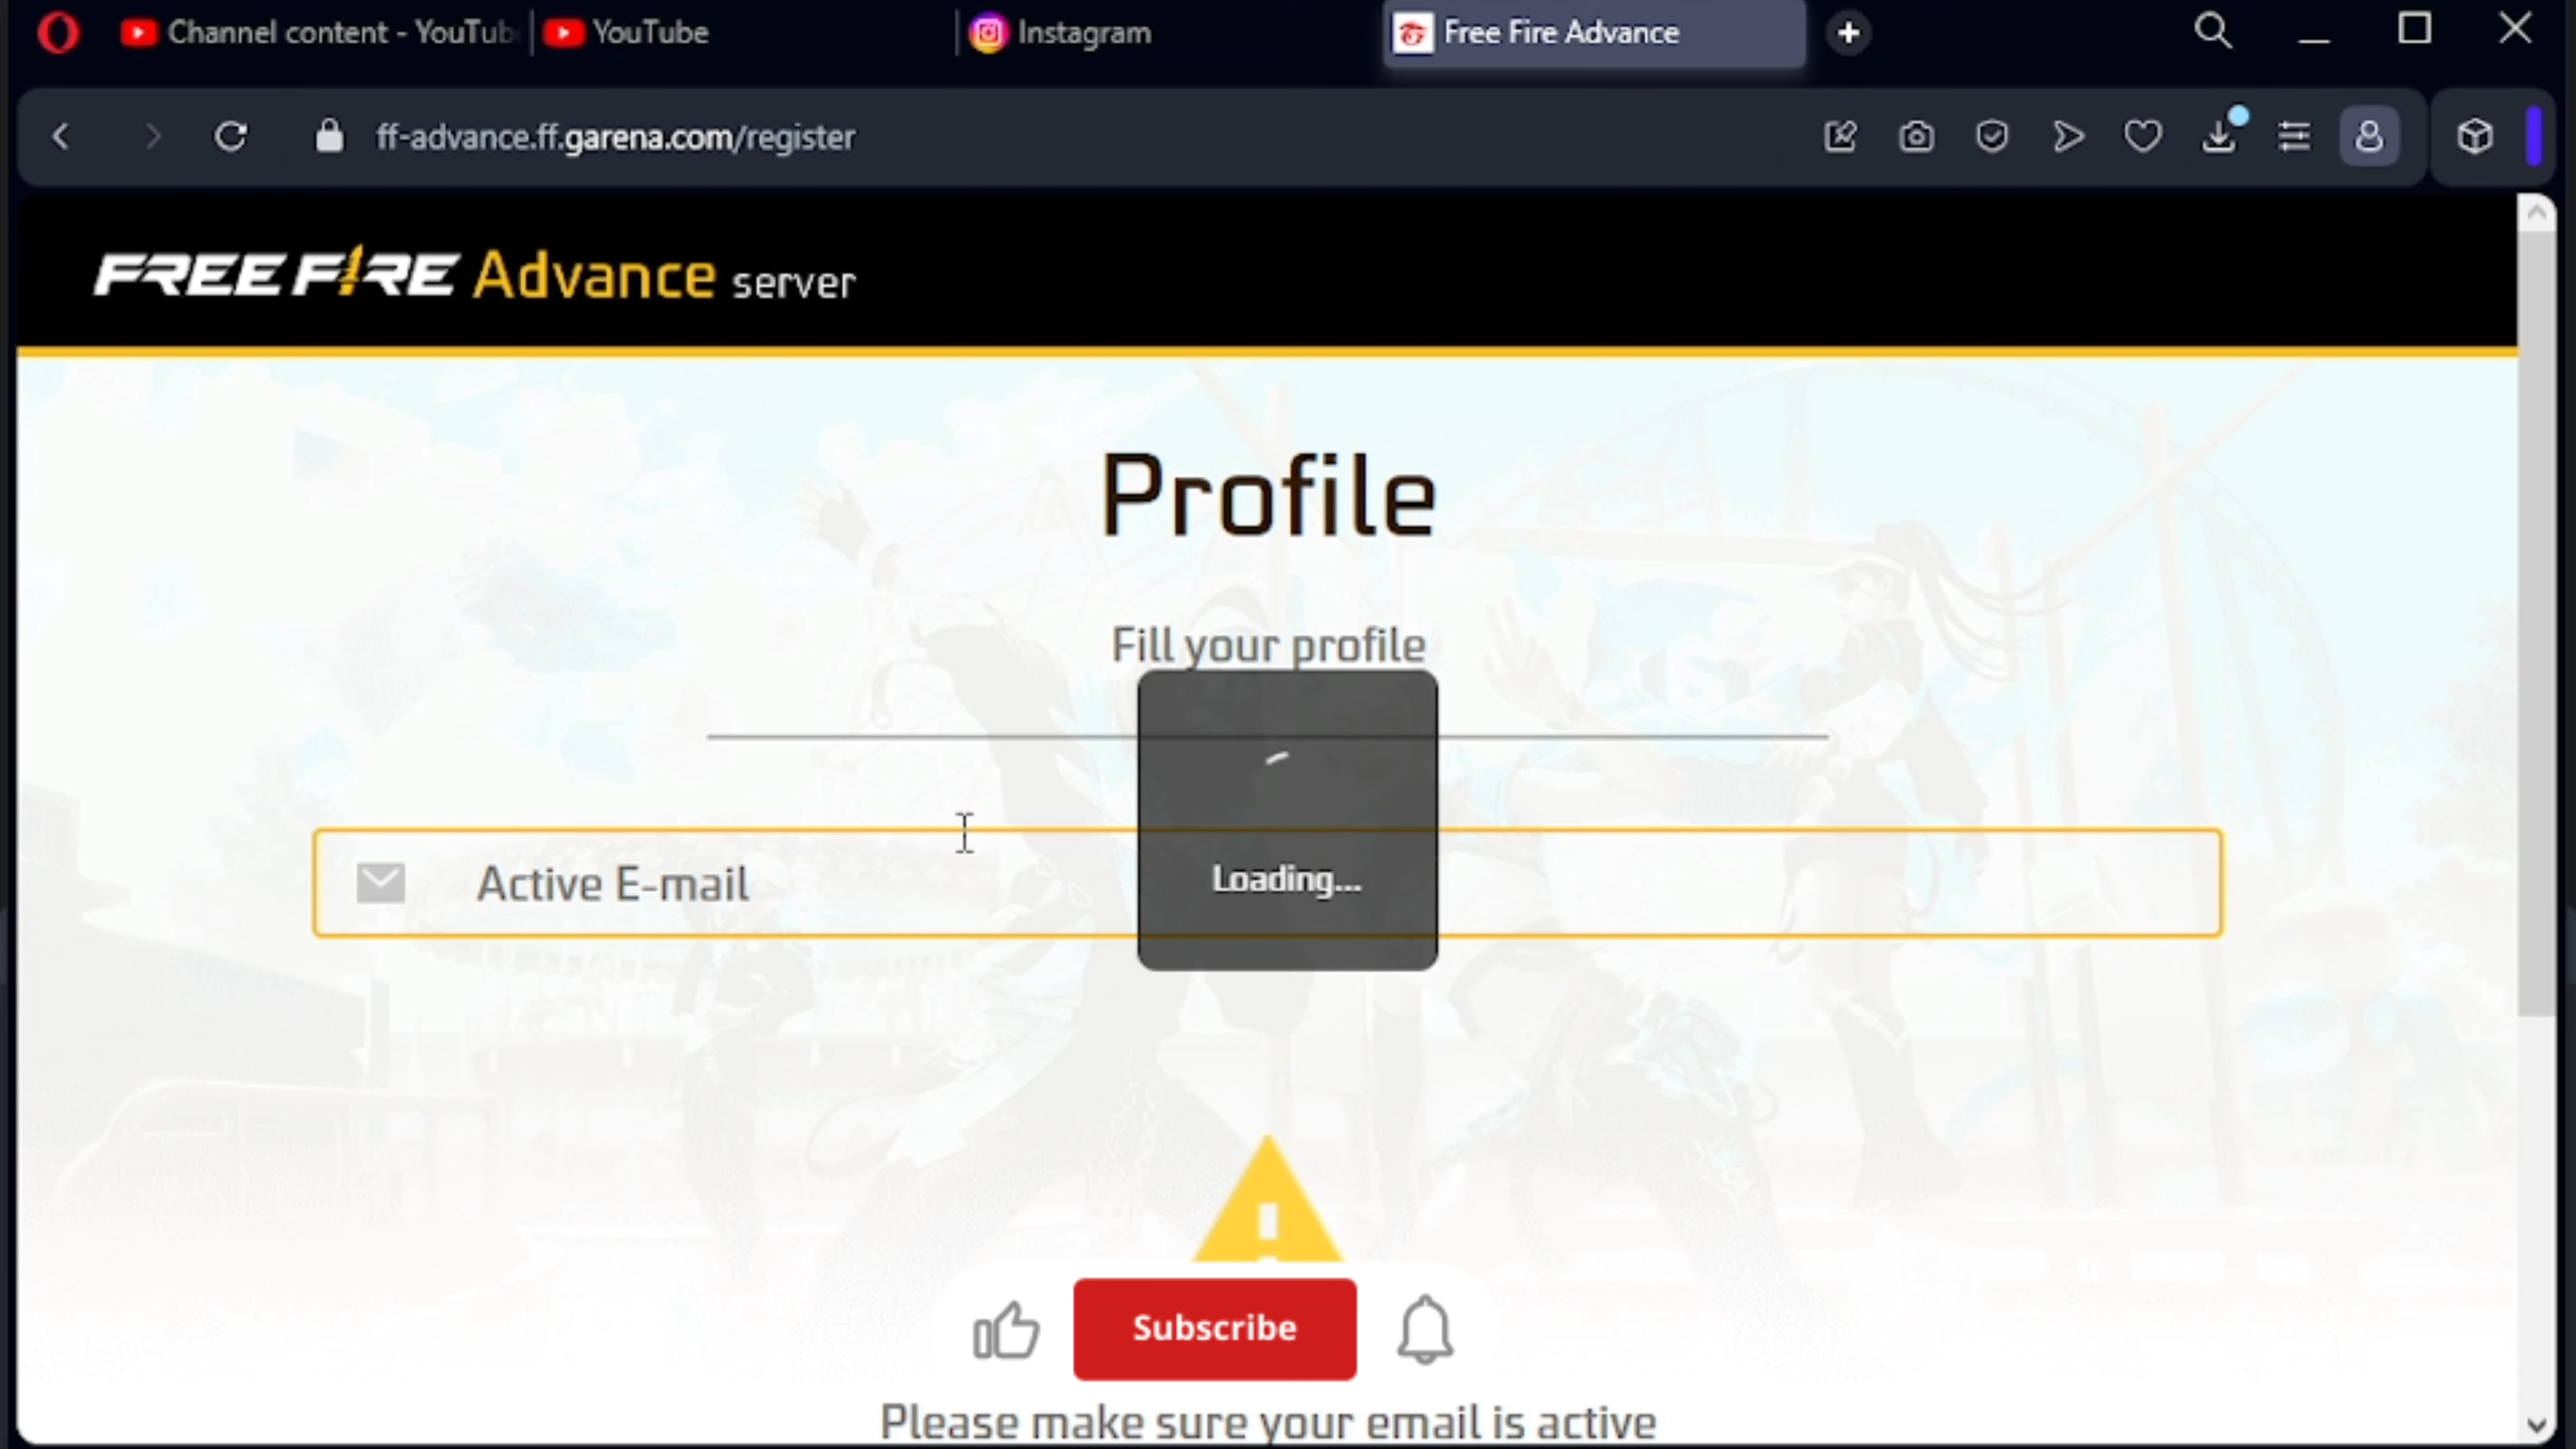 Channel content - YouTub
YouTube
Instagram
Free Fire Advance
ff-advance.ff.garena.com/register
FREE FIRE Advance server
Profile
Fill your profile
Active E-mail
Loading...
Subscribe
Please make sure your email is active